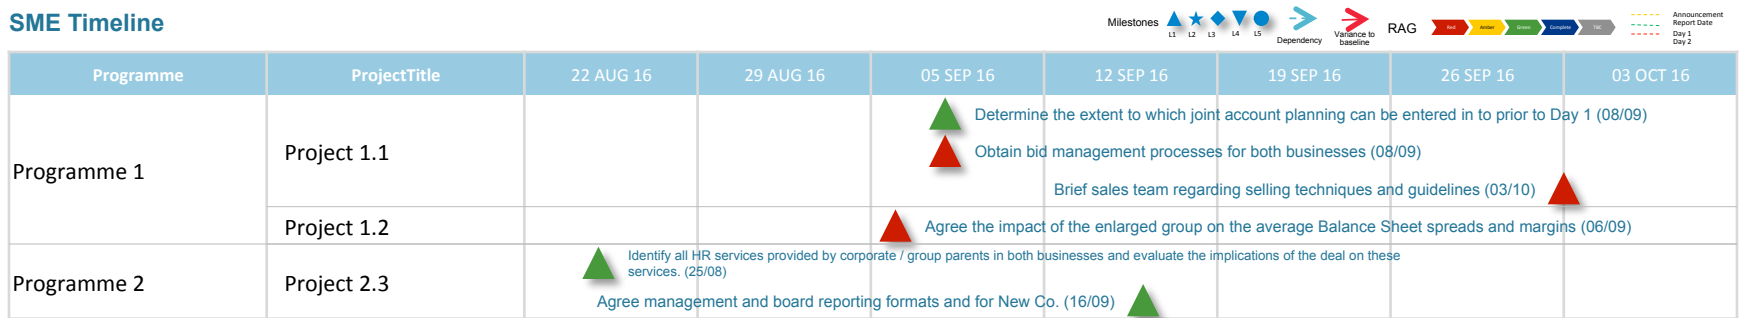 SME Timeline
Milestones
L1 L2 L3 L4 L5
Dependency
Variance to
baseline
RAG
Red Amber Green Complete TBC
Announcement
Report Date
Day 1
Day 2
Programme ProjectTitle 22 AUG 16 29 AUG 16 05 SEP 16 12 SEP 16 19 SEP 16 26 SEP 16 03 OCT 16
Programme 1
Project 1.1
Determine the extent to which joint account planning can be entered in to prior to Day 1 (08/09)
Obtain bid management processes for both businesses (08/09)
Brief sales team regarding selling techniques and guidelines (03/10)
Project 1.2
Agree the impact of the enlarged group on the average Balance Sheet spreads and margins (06/09)
Programme 2
Project 2.3
Identify all HR services provided by corporate / group parents in both businesses and evaluate the implications of the deal on these
services. (25/08)
Agree management and board reporting formats and for New Co. (16/09)